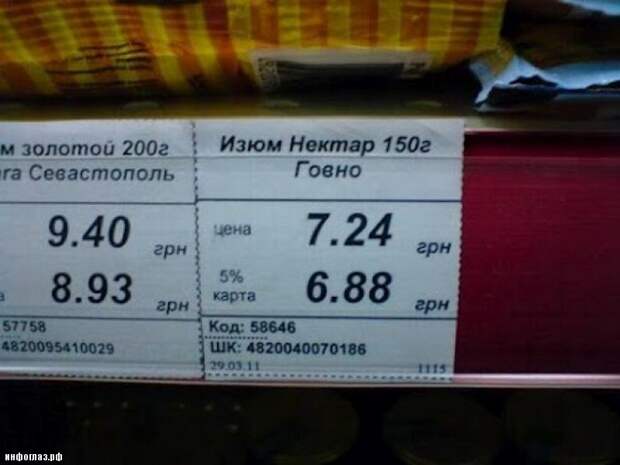 м золотой 200г
га Севастополь
9.40 грн
8.93 грн
57758
4820095410029
Изюм Нектар 150г
Говно
цена 7.24 грн
5%
карта 6.88 грн
Код: 58646
ШК: 4820040070186
29.03.11 1115
инфоглаз.рф